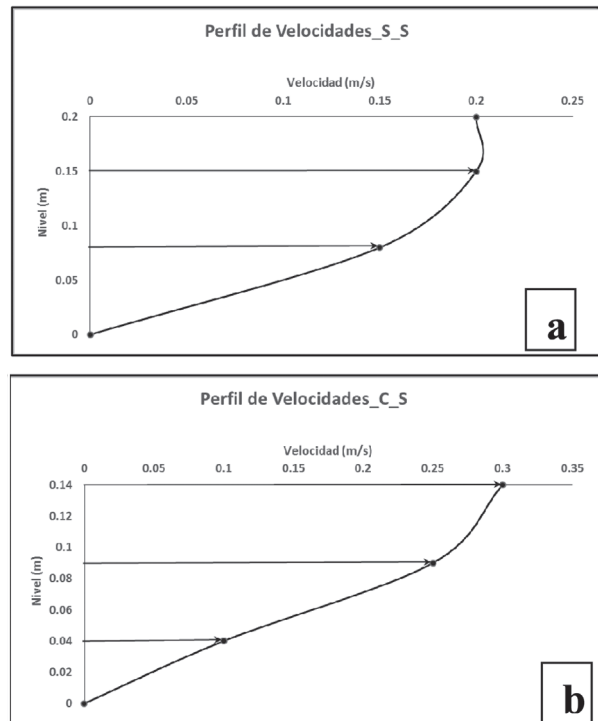 Perfil de Velocidades_S_S
Velocidad (m/s)
0 0.05 0.1 0.15 0.2 0.25
0.2
0.15
0.1
0.05
0
Nivel (m)
a
Perfil de Velocidades_C_S
Velocidad (m/s)
0 0.05 0.1 0.15 0.2 0.25 0.3 0.35
0.14
0.12
0.1
0.08
0.06
0.04
0.02
0
Nivel (m)
b